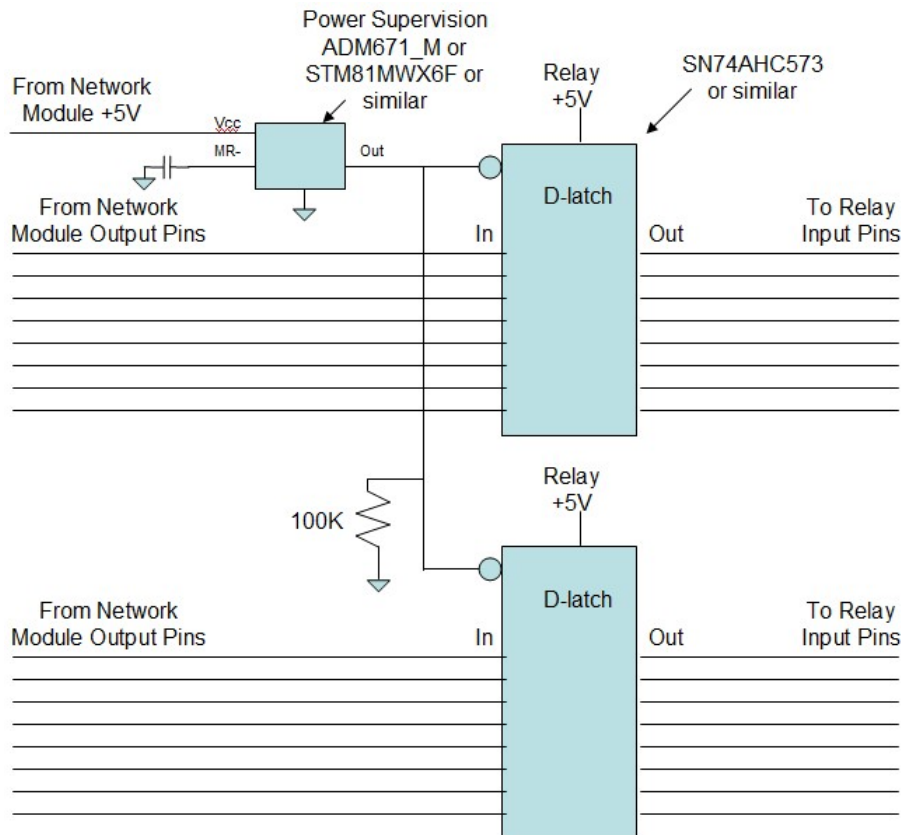 Power Supervision
ADM671_M or
STM81MWX6F or
similar
From Network
Module +5V
Vcc
MR-
Out
Relay
+5V
SN74AHC573
or similar
D-latch
From Network
Module Output Pins
In
Out
To Relay
Input Pins
100K
Relay
+5V
D-latch
From Network
Module Output Pins
In
Out
To Relay
Input Pins